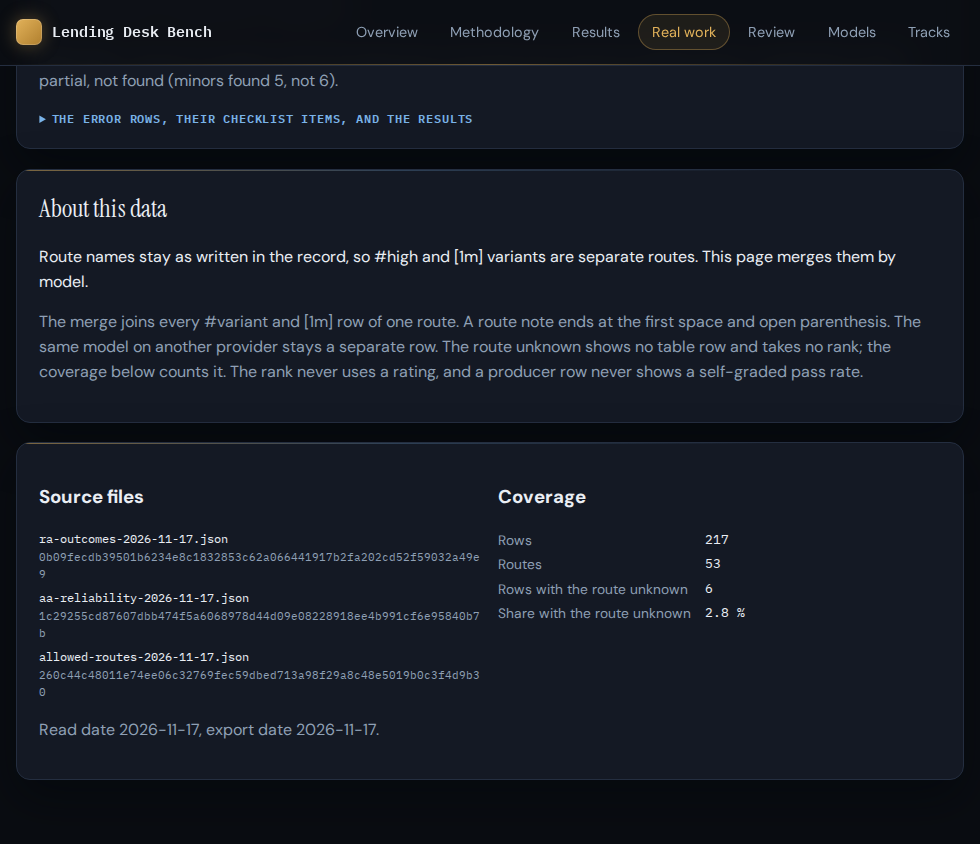 Lending Desk Bench
Overview
Methodology
Results
Real work
Review
Models
Tracks
partial, not found (minors found 5, not 6).
▶ THE ERROR ROWS, THEIR CHECKLIST ITEMS, AND THE RESULTS
About this data
Route names stay as written in the record, so #high and [1m] variants are separate routes. This page merges them by
model.
The merge joins every #variant and [1m] row of one route. A route note ends at the first space and open parenthesis. The
same model on another provider stays a separate row. The route unknown shows no table row and takes no rank; the
coverage below counts it. The rank never uses a rating, and a producer row never shows a self-graded pass rate.
Source files
ra-outcomes-2026-11-17.json
0b09fecdb39501b6234e8c1832853c62a066441917b2fa202cd52f59032a49e
9
aa-reliability-2026-11-17.json
1c29255cd87607dbb474f5a6068978d44d09e08228918ee4b991cf6e95840b7
b
allowed-routes-2026-11-17.json
260c44c48011e74ee06c32769fec59dbed713a98f29a8c48e5019b0c3f4d9b3
0
Read date 2026-11-17, export date 2026-11-17.
Coverage
Rows 217
Routes 53
Rows with the route unknown 6
Share with the route unknown 2.8 %